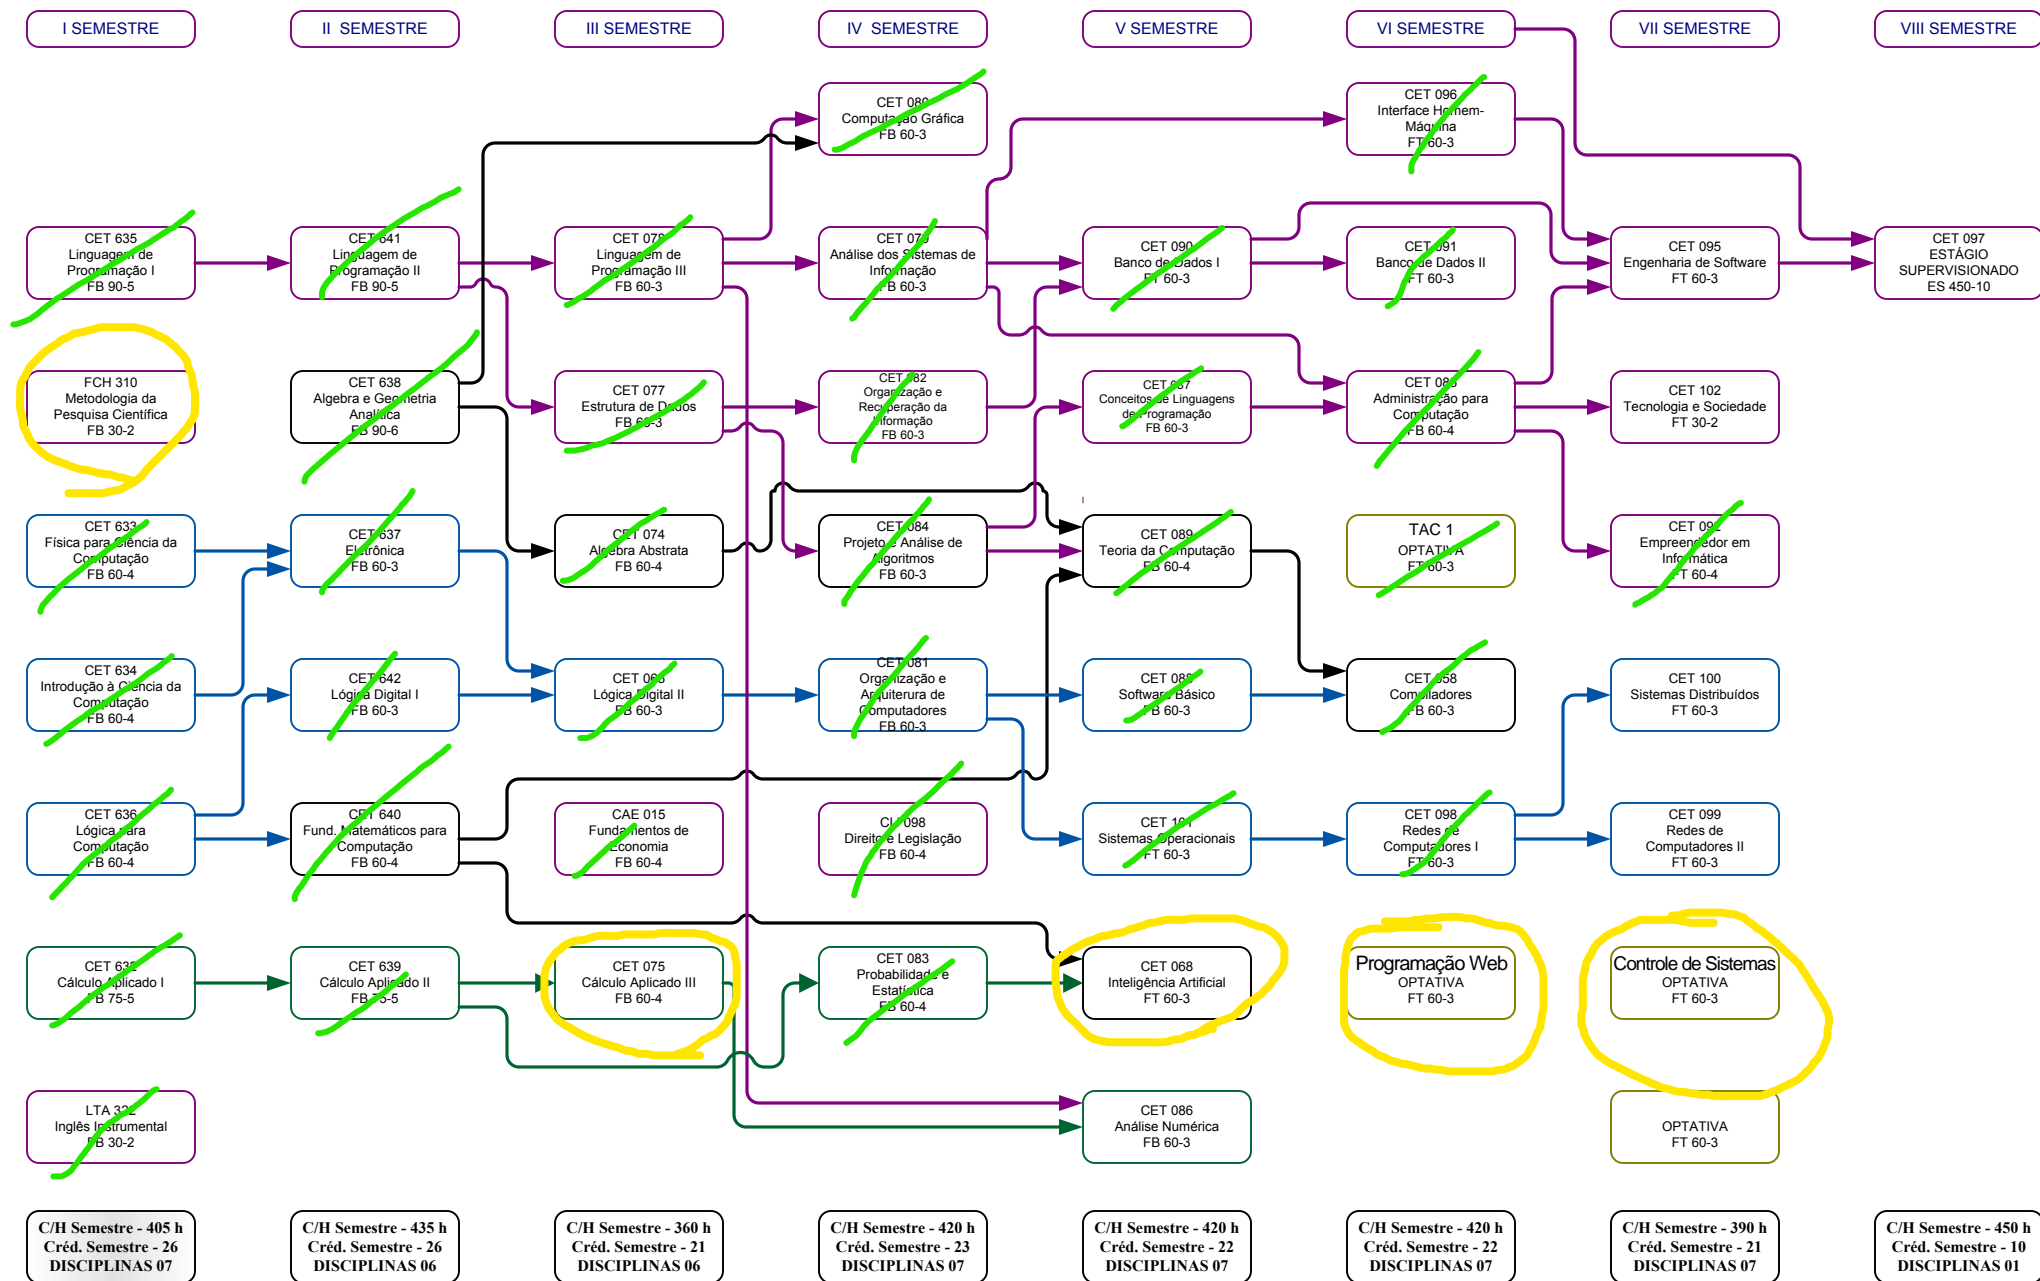 I SEMESTRE
II SEMESTRE
III SEMESTRE
IV SEMESTRE
V SEMESTRE
VI SEMESTRE
VII SEMESTRE
VIII SEMESTRE
CET 080
Computação Gráfica
FB 60-3
CET 096
Interface Homem-
Máquina
FT 60-3
CET 635
Linguagem de
Programação I
FB 90-5
CET 641
Linguagem de
Programação II
FB 90-5
CET 078
Linguagem de
Programação III
FB 60-3
CET 079
Análise dos Sistemas de
Informação
FB 60-3
CET 090
Banco de Dados I
FT 60-3
CET 091
Banco de Dados II
FT 60-3
CET 095
Engenharia de Software
FT 60-3
CET 097
ESTÁGIO
SUPERVISIONADO
ES 450-10
FCH 310
Metodologia da
Pesquisa Científica
FB 30-2
CET 638
Algebra e Geometria
Analítica
FB 90-6
CET 077
Estrutura de Dados
FB 60-3
CET 082
Organização e
Recuperação da
Informação
FB 60-3
CET 087
Conceitos de Linguagens
de Programação
FB 60-3
CET
Administração para
Computação
FB 60-4
CET 102
Tecnologia e Sociedade
FT 30-2
CET 633
Física para Ciência da
Computação
FB 60-4
CET 637
Eletrônica
FB 60-3
CET 074
Algebra Abstrata
FB 60-4
CET 084
Projeto e Análise de
Algoritmos
FB 60-3
CET 089
Teoria da Computação
FB 60-4
TAC 1
OPTATIVA
FT 60-3
CET 092
Empreendedor em
Informática
FT 60-4
CET 634
Introdução à Ciência da
Computação
FB 60-4
CET 642
Lógica Digital I
FB 60-3
CET
Lógica Digital II
FB 60-3
CET 081
Organização e
Arquiterura de
Computadores
FB 60-3
CET 088
Software Básico
FB 60-3
CET 058
Compiladores
FB 60-3
CET 100
Sistemas Distribuídos
FT 60-3
CET 636
Lógica para
Computação
FB 60-4
CET 640
Fund. Matemáticos para
Computação
FB 60-4
CAE 015
Fundamentos de
Economia
FB 60-4
098
Direito e Legislação
FB 60-4
CET 101
Sistemas Operacionais
FT 60-3
CET 098
Redes de
Computadores I
FT 60-3
CET 099
Redes de
Computadores II
FT 60-3
CET 632
Cálculo Aplicado I
FB 75-5
CET 639
Cálculo Aplicado II
FB 75-5
CET 075
Cálculo Aplicado III
FB 60-4
CET 083
Probabilidade e
Estatística
FB 60-4
CET 068
Inteligência Artificial
FT 60-3
Programação Web
OPTATIVA
FT 60-3
Controle de Sistemas
OPTATIVA
FT 60-3
LTA 322
Inglês Instrumental
FB 30-2
CET 086
Análise Numérica
FB 60-3
OPTATIVA
FT 60-3
C/H Semestre - 405 h
Créd. Semestre - 26
DISCIPLINAS 07
C/H Semestre - 435 h
Créd. Semestre - 26
DISCIPLINAS 06
C/H Semestre - 360 h
Créd. Semestre - 21
DISCIPLINAS 06
C/H Semestre - 420 h
Créd. Semestre - 23
DISCIPLINAS 07
C/H Semestre - 420 h
Créd. Semestre - 22
DISCIPLINAS 07
C/H Semestre - 420 h
Créd. Semestre - 22
DISCIPLINAS 07
C/H Semestre - 390 h
Créd. Semestre - 21
DISCIPLINAS 07
C/H Semestre - 450 h
Créd. Semestre - 10
DISCIPLINAS 01